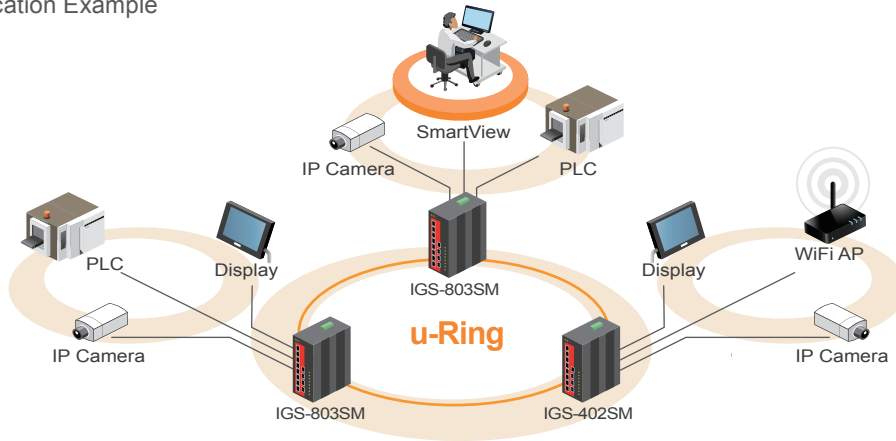 cation Example
SmartView
IP Camera
PLC
PLC
Display
IGS-803SM
Display
WiFi AP
u-Ring
IP Camera
IP Camera
IGS-803SM
IGS-402SM